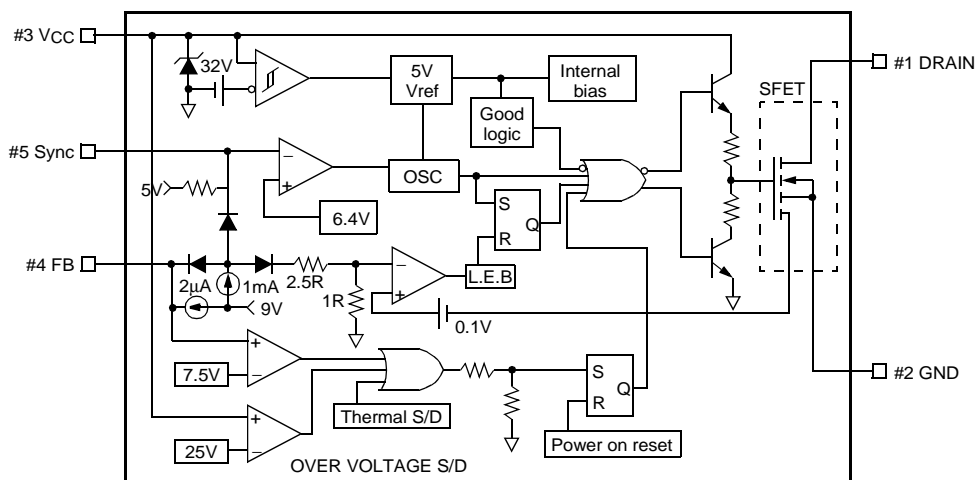 #3 VCC
32V
5V
Vref
Internal
bias
Good
logic
#1 DRAIN
SFET
#5 Sync
5V
OSC
6.4V
S
R
Q
#4 FB
2μA
1mA
9V
2.5R
1R
L.E.B
0.1V
#2 GND
7.5V
Thermal S/D
25V
S
R
Q
Power on reset
OVER VOLTAGE S/D